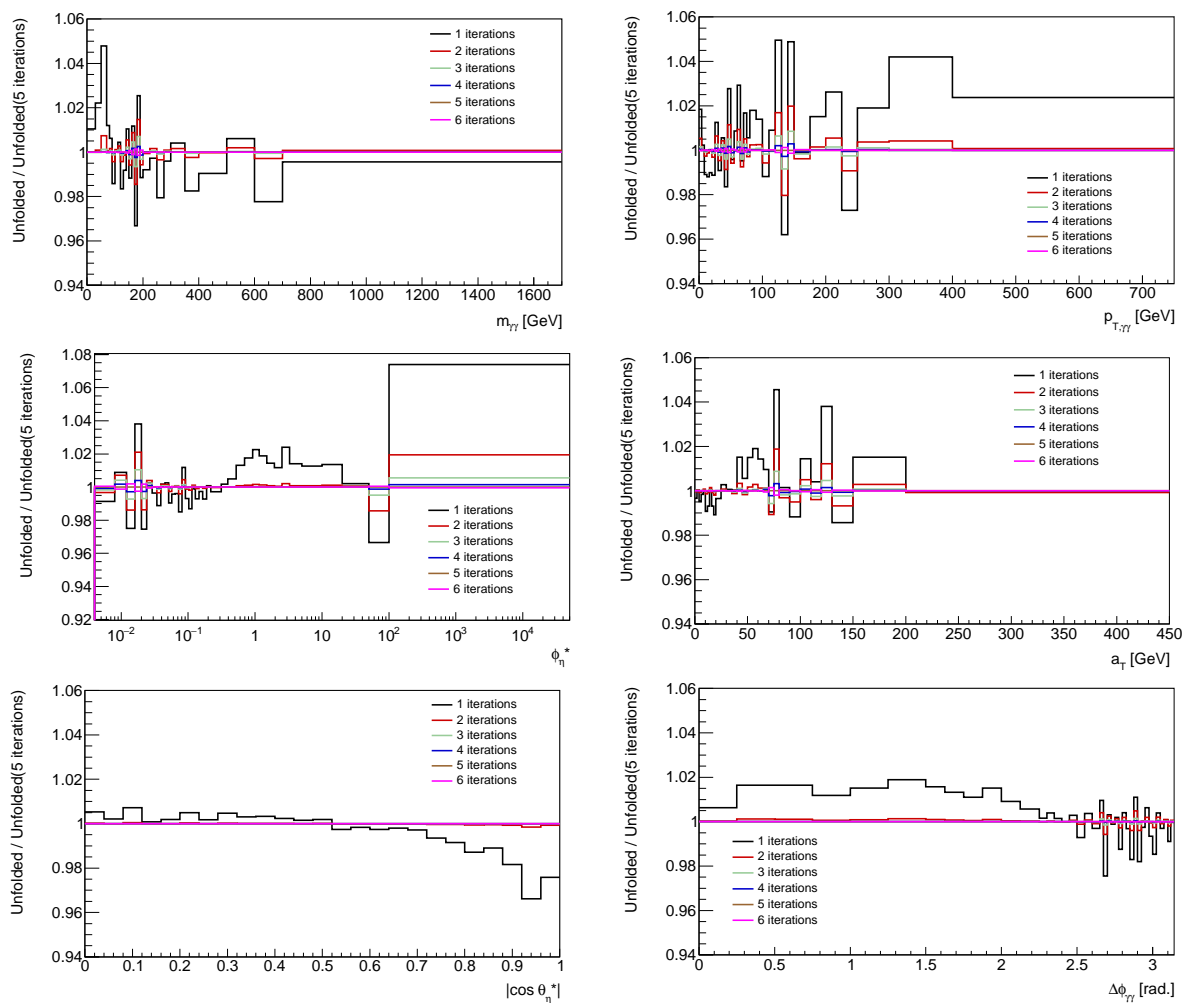 Unfolded / Unfolded(5 iterations)
1.06
1.04
1.02
1
0.98
0.96
0.94
1 iterations
2 iterations
3 iterations
4 iterations
5 iterations
6 iterations
0 200 400 600 800 1000 1200 1400 1600
m_γγ [GeV]
Unfolded / Unfolded(5 iterations)
1.06
1.04
1.02
1
0.98
0.96
0.94
1 iterations
2 iterations
3 iterations
4 iterations
5 iterations
6 iterations
0 100 200 300 400 500 600 700
p_T,γγ [GeV]
Unfolded / Unfolded(5 iterations)
1.08
1.06
1.04
1.02
1
0.98
0.96
0.94
0.92
1 iterations
2 iterations
3 iterations
4 iterations
5 iterations
6 iterations
10⁻² 10⁻¹ 1 10 10² 10³ 10⁴
ϕ_η*
Unfolded / Unfolded(5 iterations)
1.06
1.04
1.02
1
0.98
0.96
0.94
1 iterations
2 iterations
3 iterations
4 iterations
5 iterations
6 iterations
0 50 100 150 200 250 300 350 400 450
a_T [GeV]
Unfolded / Unfolded(5 iterations)
1.06
1.04
1.02
1
0.98
0.96
0.94
1 iterations
2 iterations
3 iterations
4 iterations
5 iterations
6 iterations
0 0.1 0.2 0.3 0.4 0.5 0.6 0.7 0.8 0.9 1
|cos θ_η*|
Unfolded / Unfolded(5 iterations)
1.06
1.04
1.02
1
0.98
0.96
0.94
1 iterations
2 iterations
3 iterations
4 iterations
5 iterations
6 iterations
0 0.5 1 1.5 2 2.5 3
Δϕ_γγ [rad.]